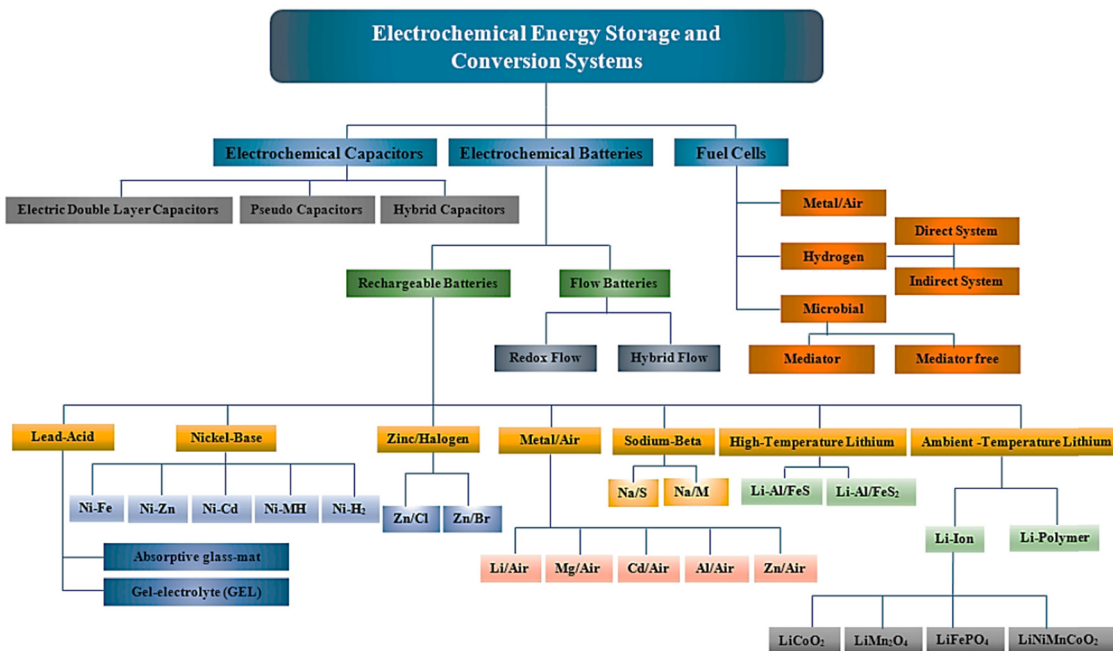 Electrochemical Energy Storage and
Conversion Systems
Electrochemical Capacitors
Electrochemical Batteries
Fuel Cells
Electric Double Layer Capacitors
Pseudo Capacitors
Hybrid Capacitors
Metal/Air
Direct System
Hydrogen
Indirect System
Microbial
Mediator
Mediator free
Rechargeable Batteries
Flow Batteries
Redox Flow
Hybrid Flow
Lead-Acid
Nickel-Base
Zinc/Halogen
Metal/Air
Sodium-Beta
High-Temperature Lithium
Ambient -Temperature Lithium
Ni-Fe
Ni-Zn
Ni-Cd
Ni-MH
Ni-H₂
Zn/Cl
Zn/Br
Na/S
Na/M
Li-Al/FeS
Li-Al/FeS₂
Li-Ion
Li-Polymer
Absorptive glass-mat
Gel-electrolyte (GEL)
Li/Air
Mg/Air
Cd/Air
Al/Air
Zn/Air
LiCoO₂
LiMn₂O₄
LiFePO₄
LiNiMnCoO₂